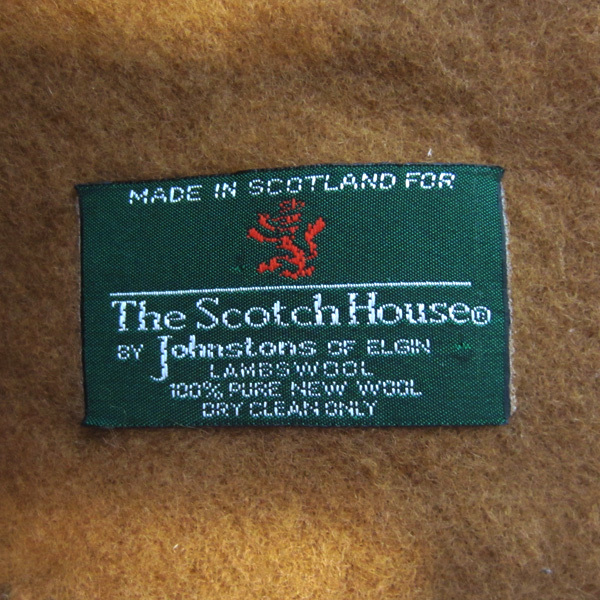 MADE IN SCOTLAND FOR
The Scotch House®
BY Johnstons OF ELGIN
LAMBSWOOL
100% PURE NEW WOOL
DRY CLEAN ONLY